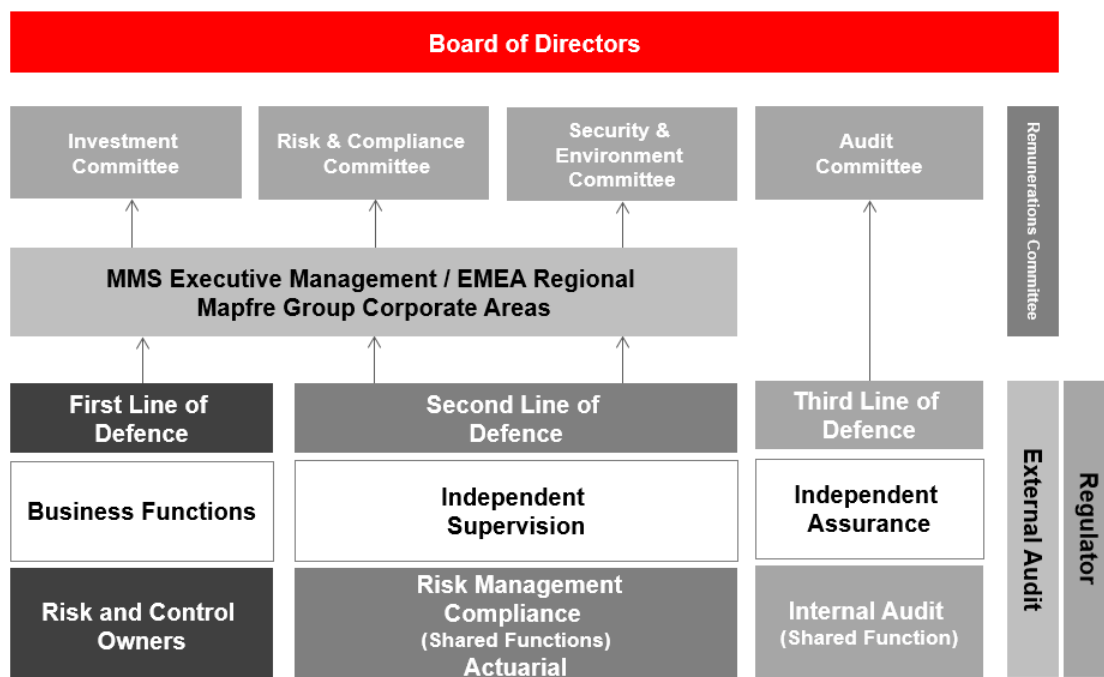 Board of Directors
Investment
Committee
Risk & Compliance
Committee
Security &
Environment
Committee
Audit
Committee
Remunerations Committee
MMS Executive Management / EMEA Regional
Mapfre Group Corporate Areas
First Line of
Defence
Second Line of
Defence
Third Line of
Defence
Business Functions
Independent
Supervision
Independent
Assurance
Risk and Control
Owners
Risk Management
Compliance
(Shared Functions)
Actuarial
Internal Audit
(Shared Function)
External Audit
Regulator